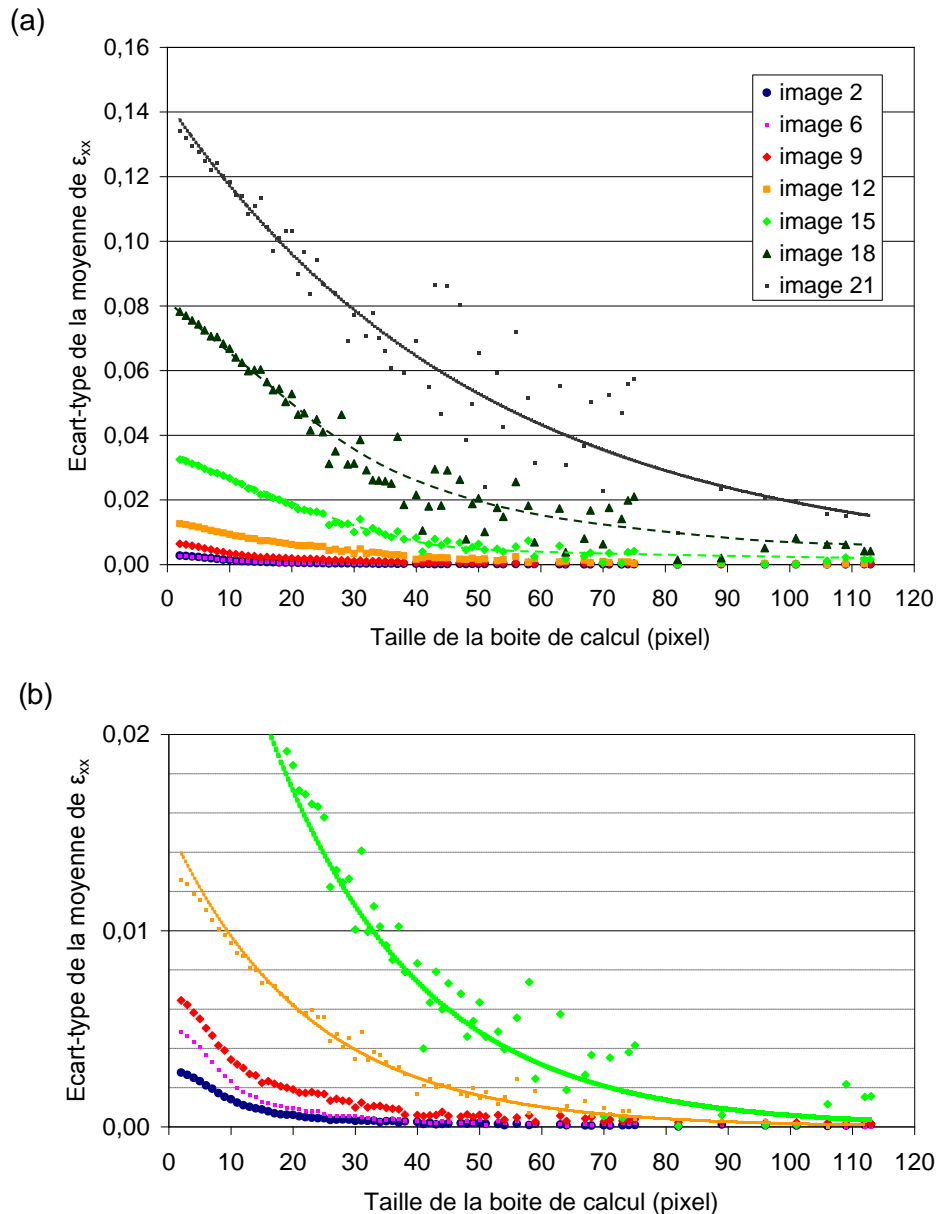 (a)
0,16
0,14
0,12
0,10
0,08
0,06
0,04
0,02
0,00
Ecart-type de la moyenne de εxx
image 2
image 6
image 9
image 12
image 15
image 18
image 21
0 10 20 30 40 50 60 70 80 90 100 110 120
Taille de la boite de calcul (pixel)
(b)
0,02
0,01
0,00
Ecart-type de la moyenne de εxx
0 10 20 30 40 50 60 70 80 90 100 110 120
Taille de la boite de calcul (pixel)